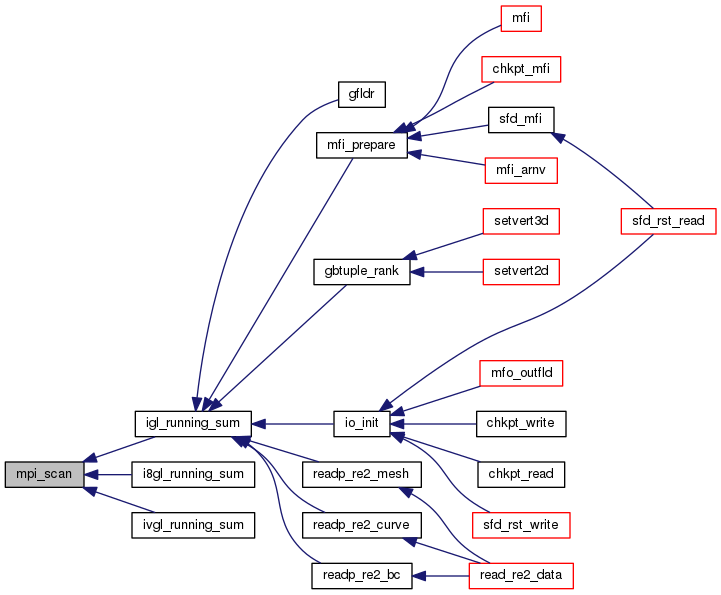 mfi
chkpt_mfi
gfldr
sfd_mfi
mfi_prepare
mfi_arnv
setvert3d
sfd_rst_read
gbtuple_rank
setvert2d
mfo_outfld
igl_running_sum
io_init
chkpt_write
mpi_scan
i8gl_running_sum
readp_re2_mesh
chkpt_read
ivgl_running_sum
readp_re2_curve
sfd_rst_write
readp_re2_bc
read_re2_data